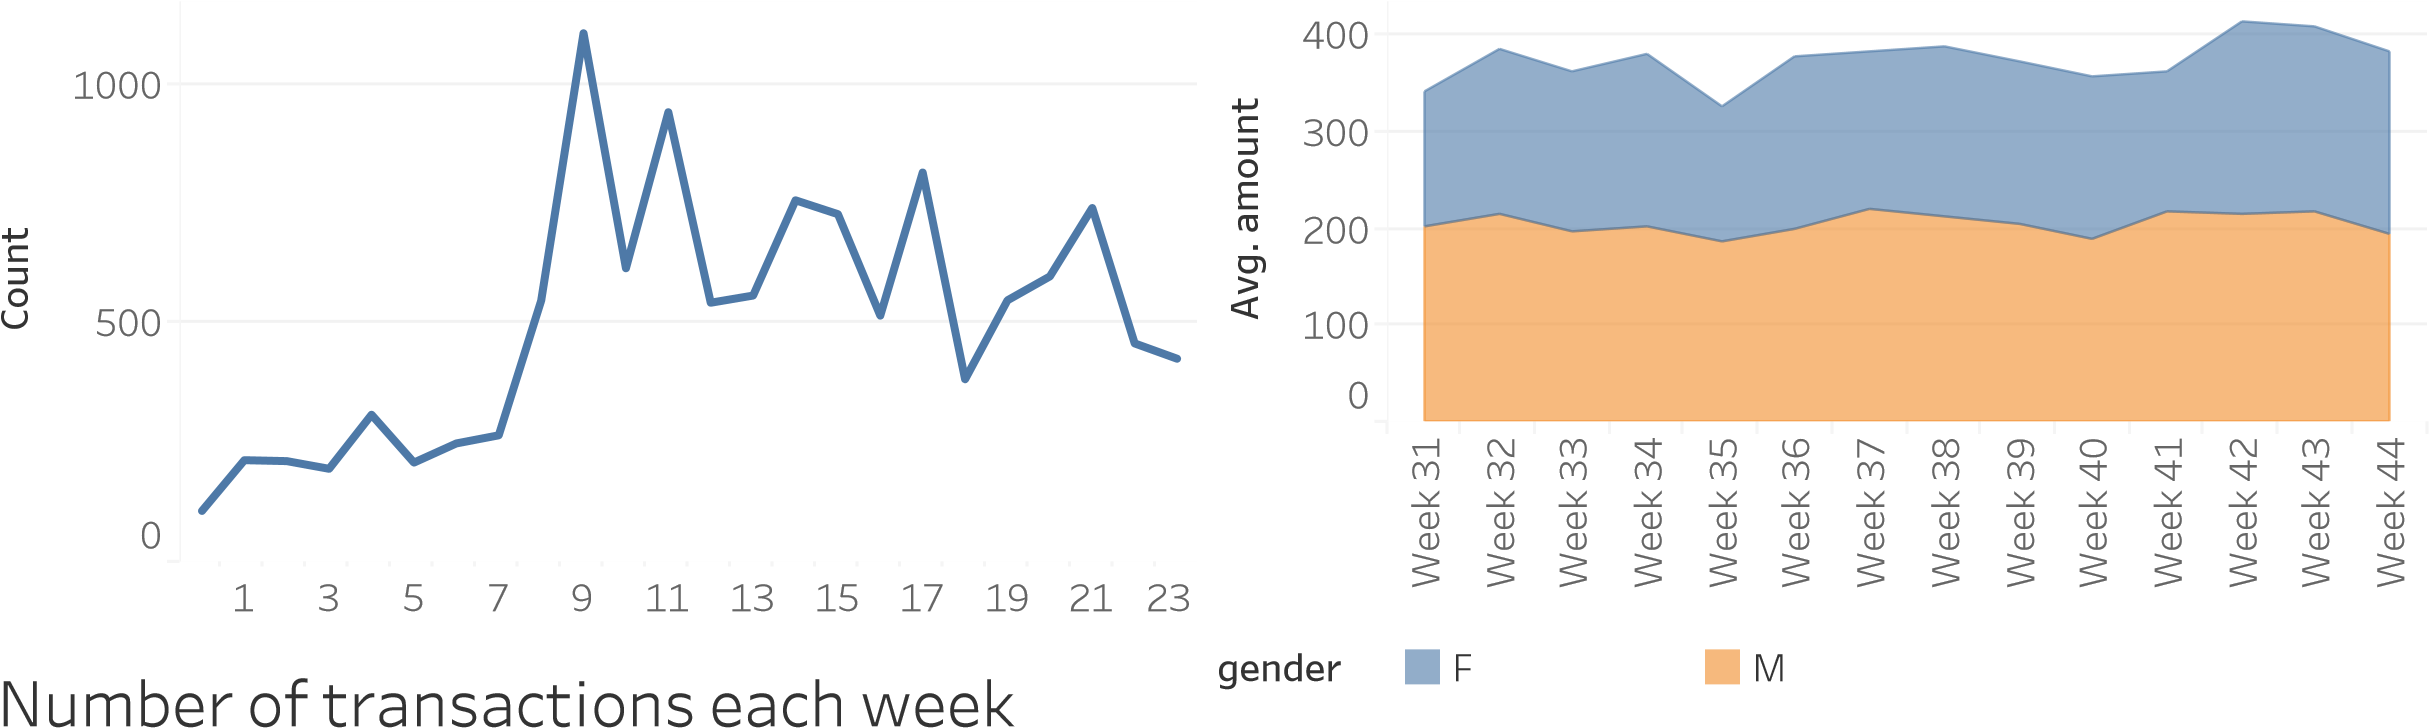 Count
1000
500
0
1 3 5 7 9 11 13 15 17 19 21 23
Number of transactions each week
Avg. amount
400
300
200
100
0
Week 31
Week 32
Week 33
Week 34
Week 35
Week 36
Week 37
Week 38
Week 39
Week 40
Week 41
Week 42
Week 43
Week 44
gender F M